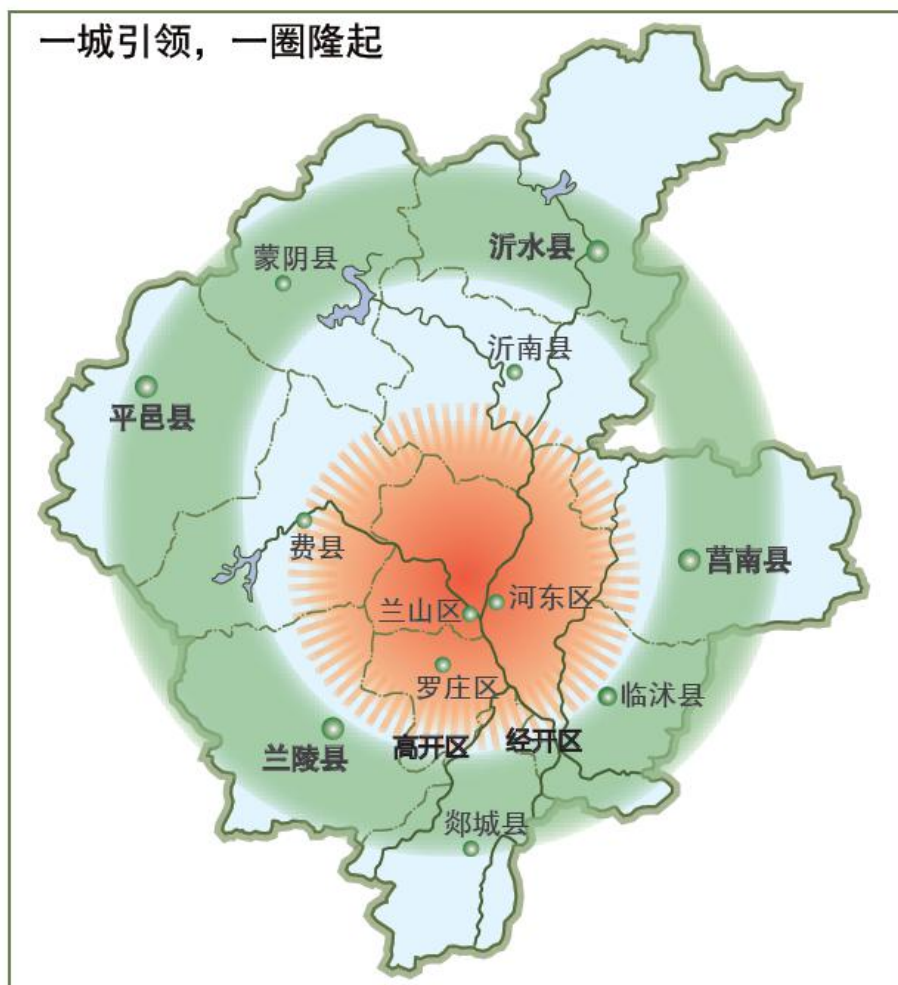 一城引领，一圈隆起
沂水县
蒙阴县
沂南县
平邑县
费县
莒南县
兰山区
河东区
罗庄区
临沭县
高开区
经开区
兰陵县
郯城县